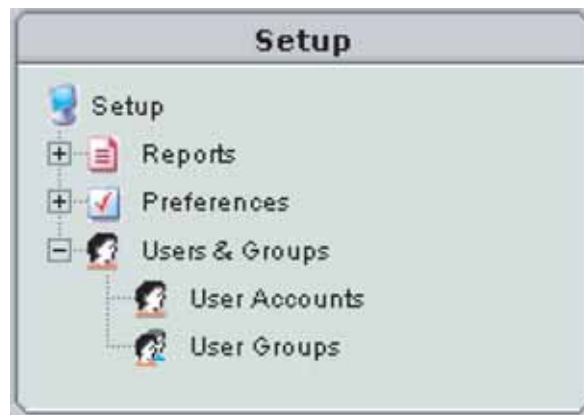 Setup
Setup
Reports
Preferences
Users & Groups
User Accounts
User Groups